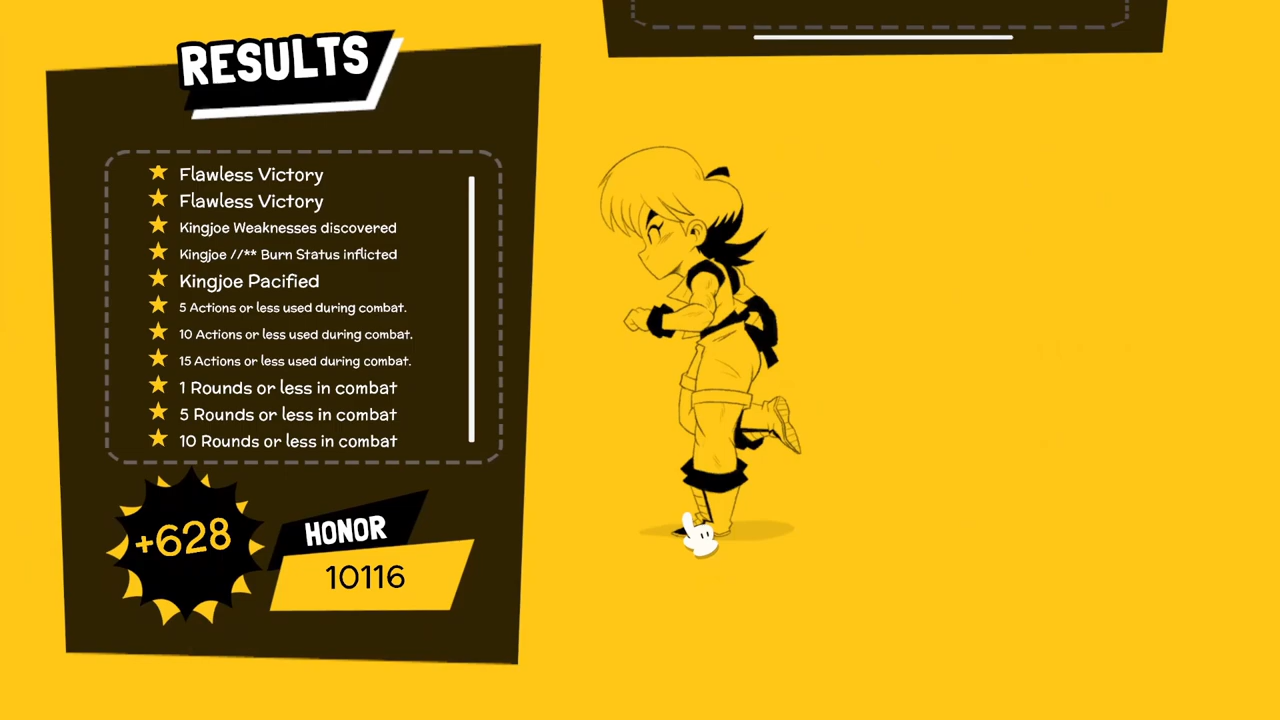 RESULTS
Flawless Victory
Flawless Victory
Kingjoe Weaknesses discovered
Kingjoe //** Burn Status inflicted
Kingjoe Pacified
5 Actions or less used during combat.
10 Actions or less used during combat.
15 Actions or less used during combat.
1 Rounds or less in combat
5 Rounds or less in combat
10 Rounds or less in combat
+628
HONOR
10116